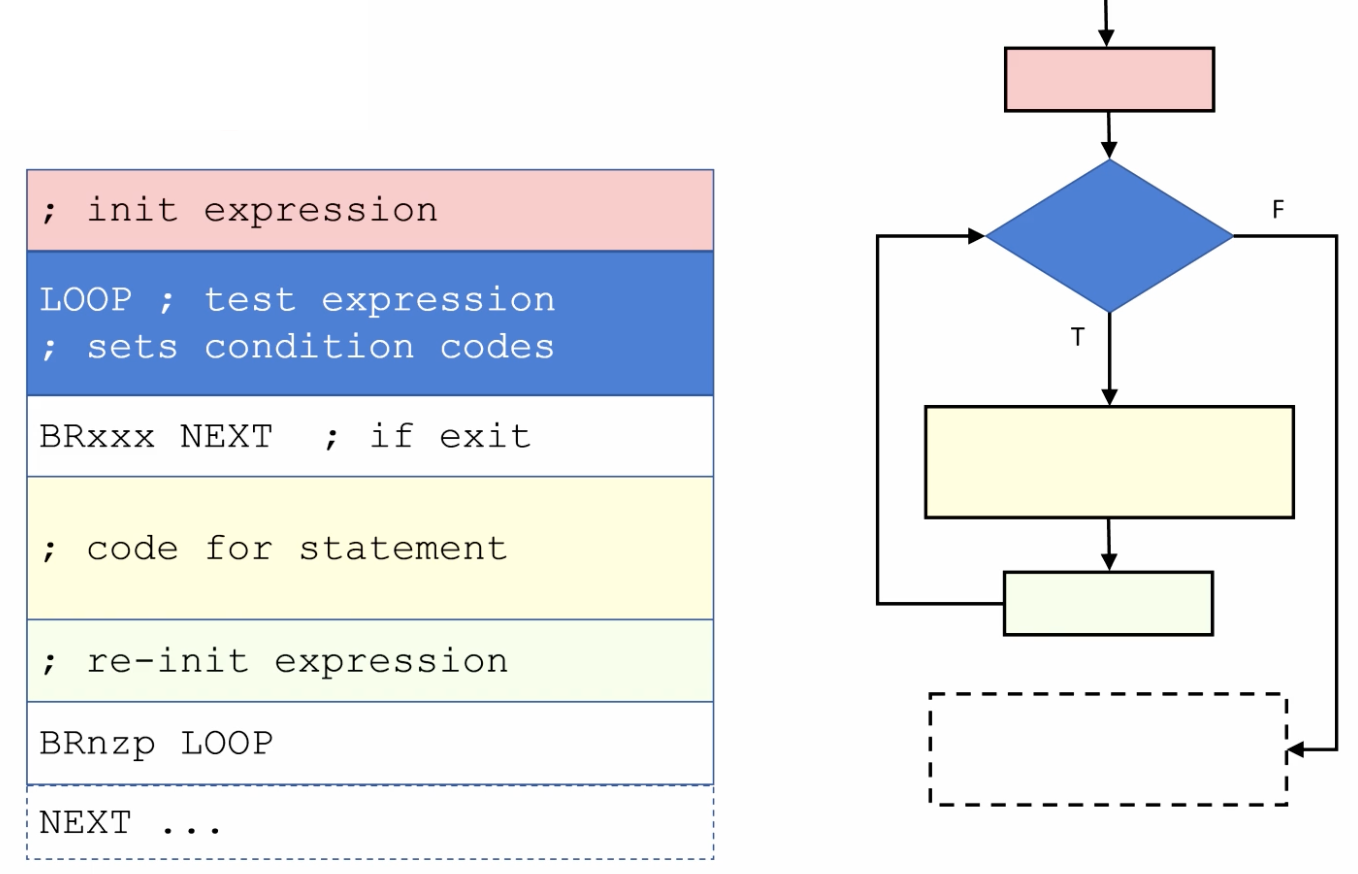 ; init expression
LOOP ; test expression
; sets condition codes
BRxxx NEXT  ; if exit
; code for statement
; re-init expression
BRnzp LOOP
NEXT ...
F
T